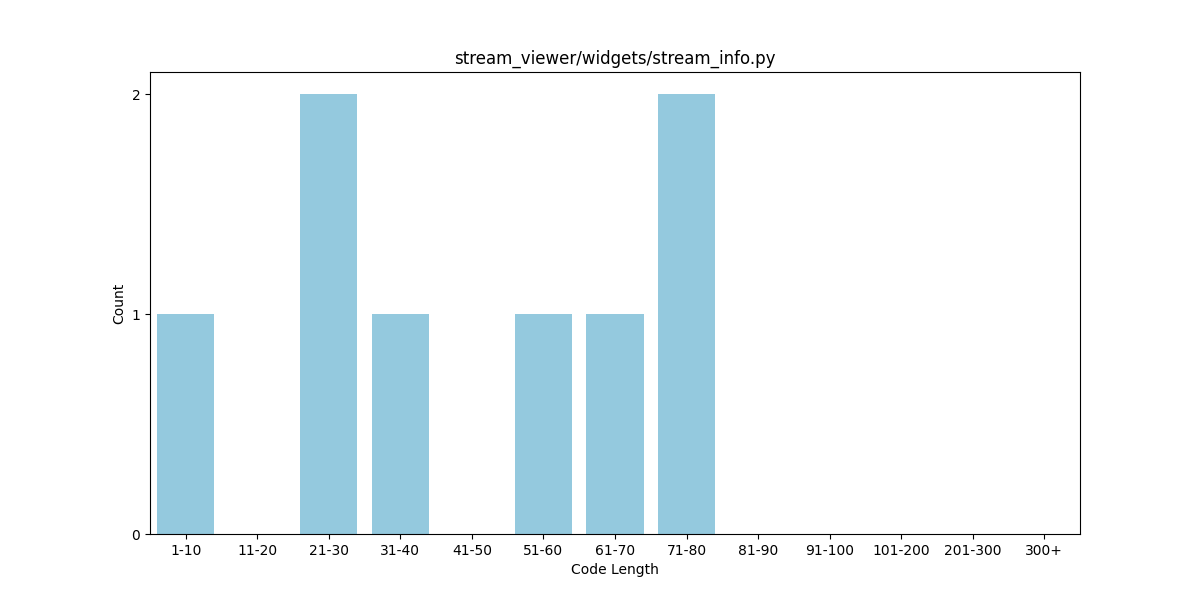 stream_viewer/widgets/stream_info.py
2
1
0
Count
1-10 11-20 21-30 31-40 41-50 51-60 61-70 71-80 81-90 91-100 101-200 201-300 300+
Code Length